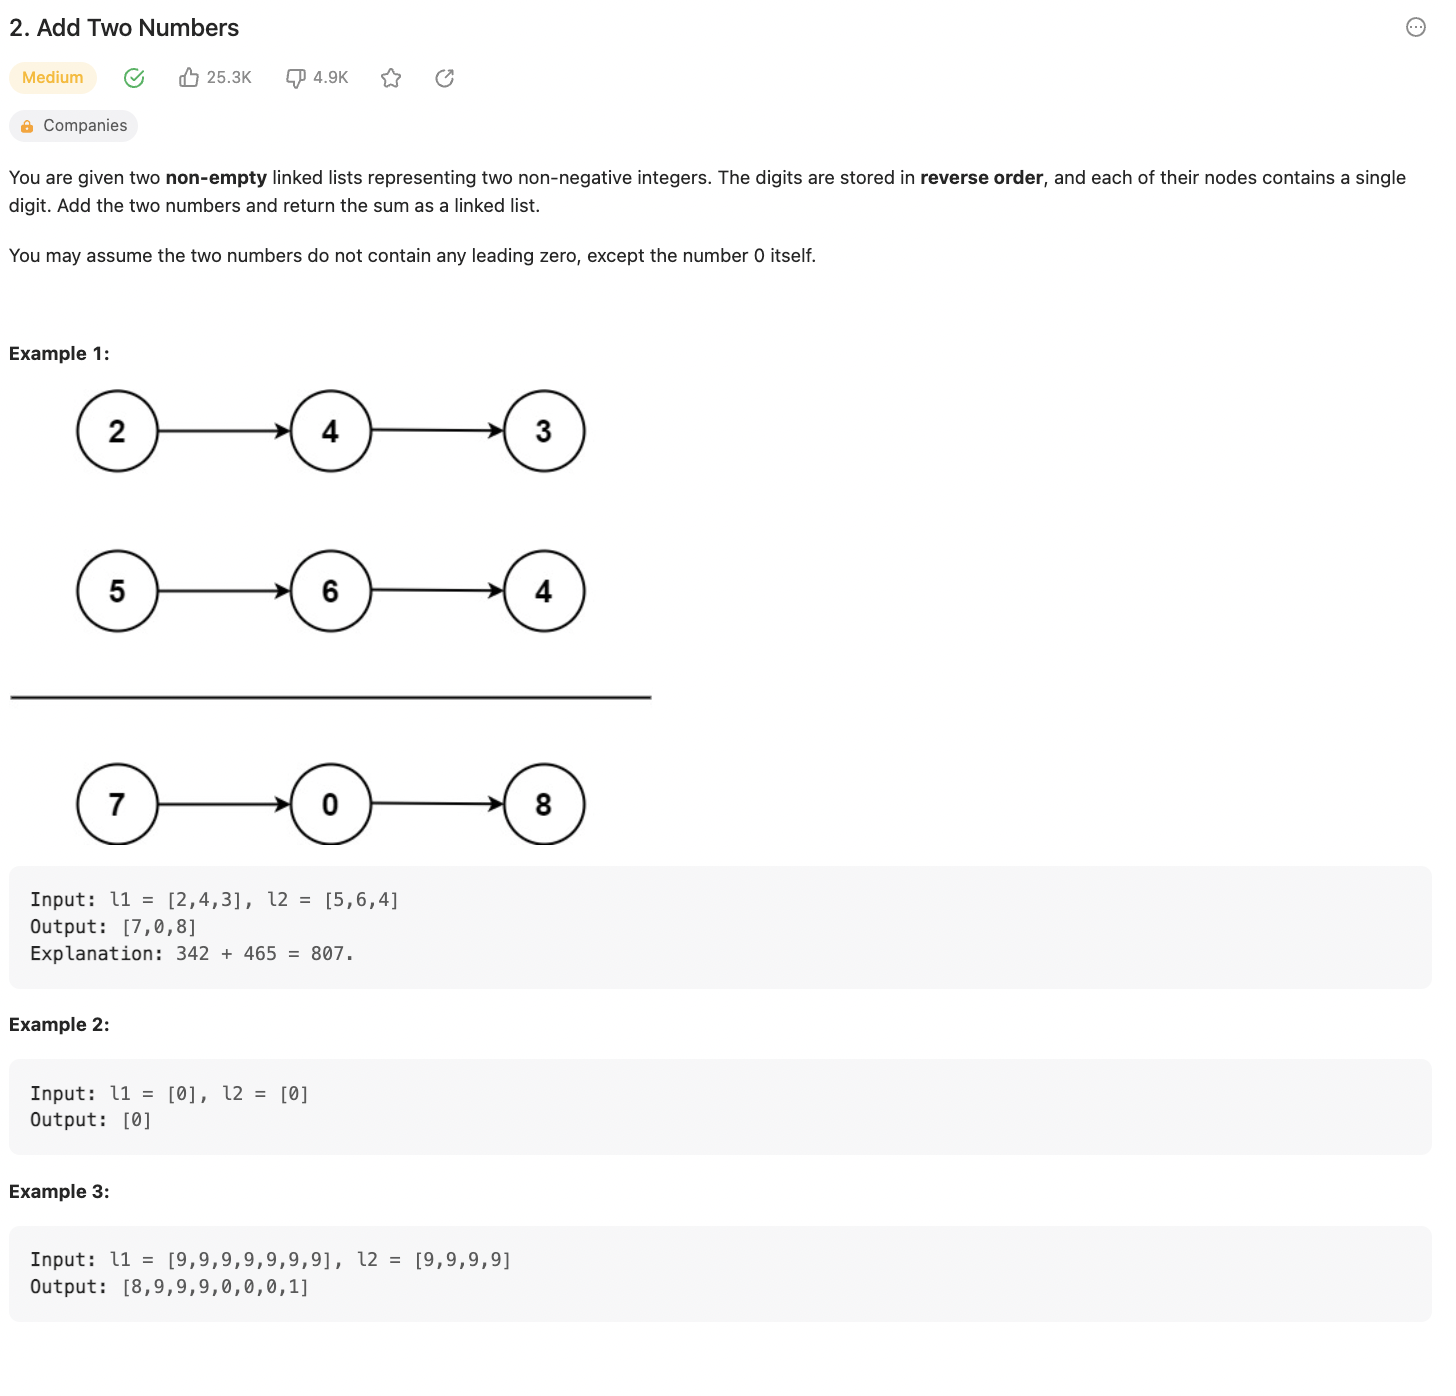 2. Add Two Numbers
Medium 25.3K 4.9K
Companies
You are given two non-empty linked lists representing two non-negative integers. The digits are stored in reverse order, and each of their nodes contains a single
digit. Add the two numbers and return the sum as a linked list.
You may assume the two numbers do not contain any leading zero, except the number 0 itself.
Example 1:
2 4 3
5 6 4
7 0 8
Input: l1 = [2,4,3], l2 = [5,6,4]
Output: [7,0,8]
Explanation: 342 + 465 = 807.
Example 2:
Input: l1 = [0], l2 = [0]
Output: [0]
Example 3:
Input: l1 = [9,9,9,9,9,9,9], l2 = [9,9,9,9]
Output: [8,9,9,9,0,0,0,1]